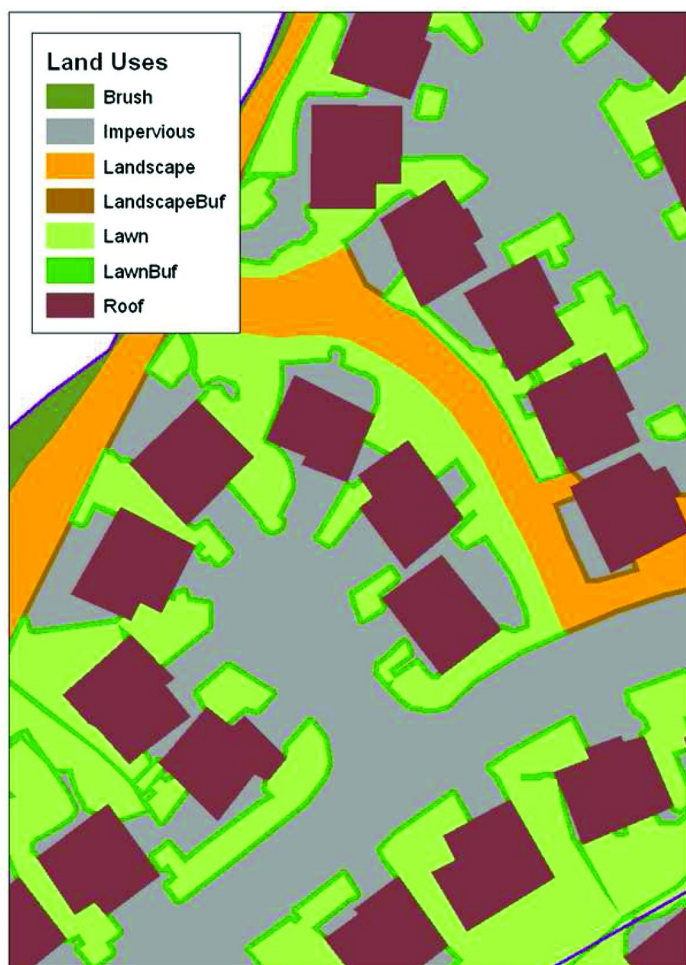 Land Uses
Brush
Impervious
Landscape
LandscapeBuf
Lawn
LawnBuf
Roof